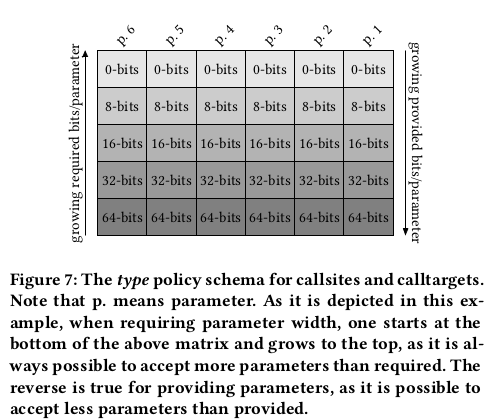 p. 6 p. 5 p. 4 p. 3 p. 2 p. 1
growing required bits/parameter
0-bits 0-bits 0-bits 0-bits 0-bits 0-bits
8-bits 8-bits 8-bits 8-bits 8-bits 8-bits
16-bits 16-bits 16-bits 16-bits 16-bits 16-bits
32-bits 32-bits 32-bits 32-bits 32-bits 32-bits
64-bits 64-bits 64-bits 64-bits 64-bits 64-bits
growing provided bits/parameter
Figure 7: The type policy schema for callsites and calltargets.
Note that p. means parameter. As it is depicted in this ex-
ample, when requiring parameter width, one starts at the
bottom of the above matrix and grows to the top, as it is al-
ways possible to accept more parameters than required. The
reverse is true for providing parameters, as it is possible to
accept less parameters than provided.